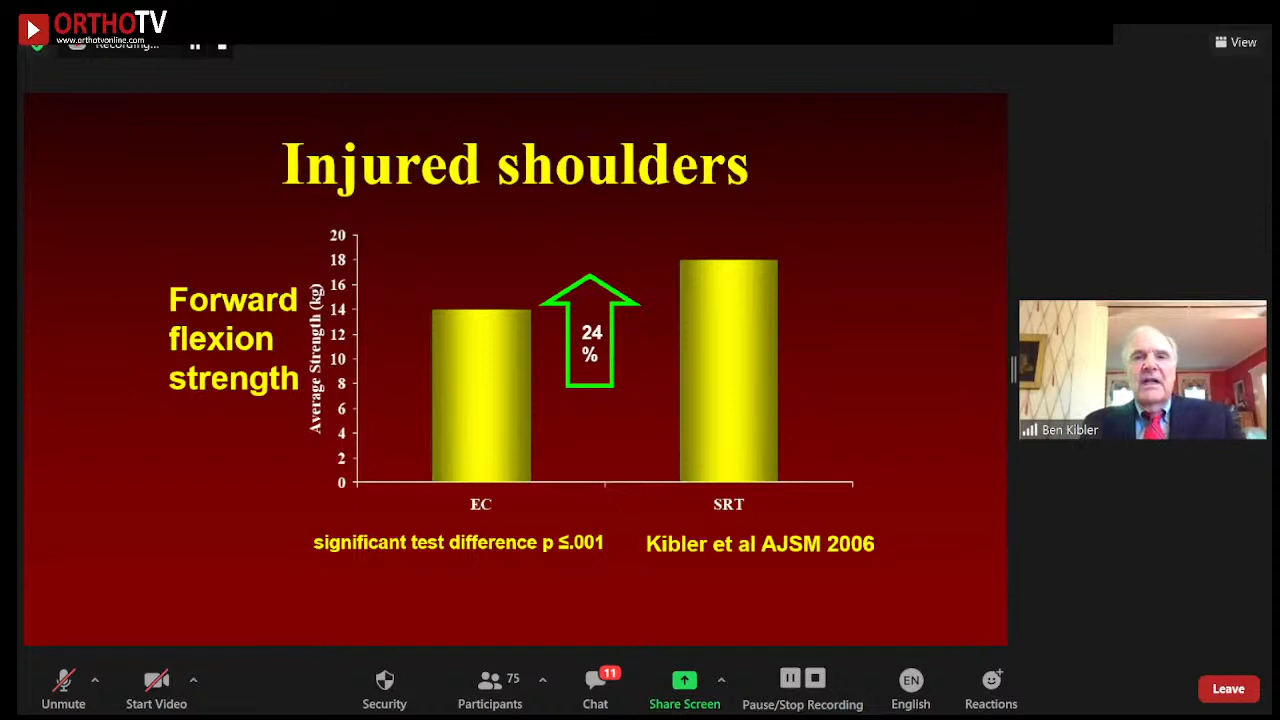 ORTHOTV
www.orthotvonline.com
Recording...
View
Injured shoulders
Forward
flexion
strength
Average Strength (kg)
20
18
16
14
12
10
8
6
4
2
0
24
%
EC
SRT
significant test difference p ≤.001
Kibler et al AJSM 2006
Ben Kibler
Unmute
Start Video
Security
75
Participants
11
Chat
Share Screen
Pause/Stop Recording
EN
English
Reactions
Leave